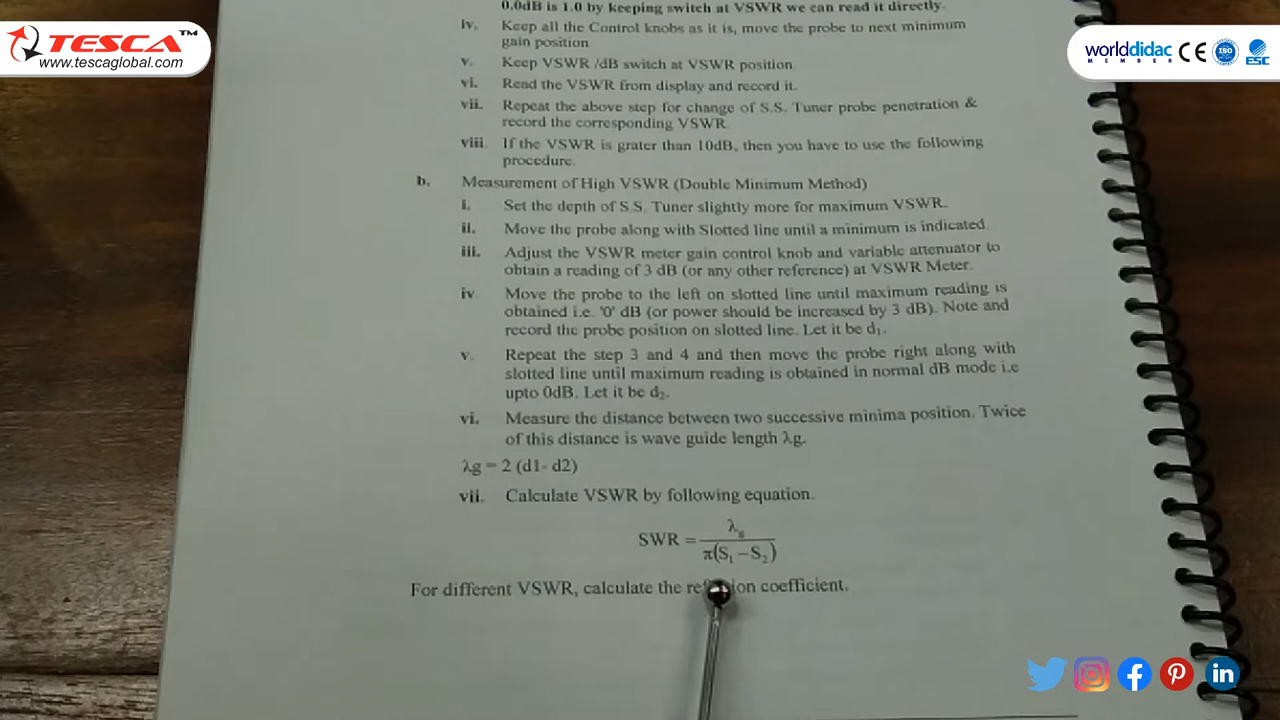 TESCA™
www.tescaglobal.com
worlddidac
MEMBER
CE
ISO
ESC
0.0dB is 1.0 by keeping switch at VSWR we can read it directly.
iv. Keep all the Control knobs as it is, move the probe to next minimum
gain position
v. Keep VSWR /dB switch at VSWR position.
vi. Read the VSWR from display and record it.
vii. Repeat the above step for change of S.S. Tuner probe penetration &
record the corresponding VSWR.
viii. If the VSWR is grater than 10dB, then you have to use the following
procedure.
b. Measurement of High VSWR (Double Minimum Method)
i. Set the depth of S.S. Tuner slightly more for maximum VSWR.
ii. Move the probe along with Slotted line until a minimum is indicated.
iii. Adjust the VSWR meter gain control knob and variable attenuator to
obtain a reading of 3 dB (or any other reference) at VSWR Meter.
iv. Move the probe to the left on slotted line until maximum reading is
obtained i.e. '0' dB (or power should be increased by 3 dB). Note and
record the probe position on slotted line. Let it be d₁.
v. Repeat the step 3 and 4 and then move the probe right along with
slotted line until maximum reading is obtained in normal dB mode i.e
upto 0dB. Let it be d₂.
vi. Measure the distance between two successive minima position. Twice
of this distance is wave guide length λg.
λg = 2 (d1- d2)
vii. Calculate VSWR by following equation.
SWR = λg / π(S₁ – S₂)
For different VSWR, calculate the coefficient.